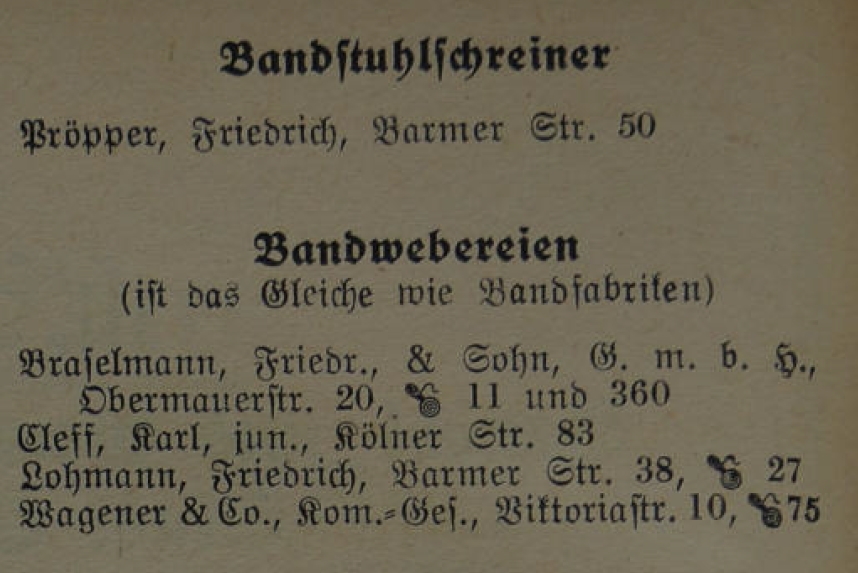 Bandſtuhlſchreiner
Pröpper, Friedrich, Barmer Str. 50
Bandwebereien
(iſt das Gleiche wie Bandfabriken)
Braſelmann, Friedr., & Sohn, G. m. b. H.,
Obermauerſtr. 20, ☎ 11 und 360
Cleff, Karl, jun., Kölner Str. 83
Lohmann, Friedrich, Barmer Str. 38, ☎ 27
Wagener & Co., Kom.-Geſ., Viktoriaſtr. 10, ☎ 75